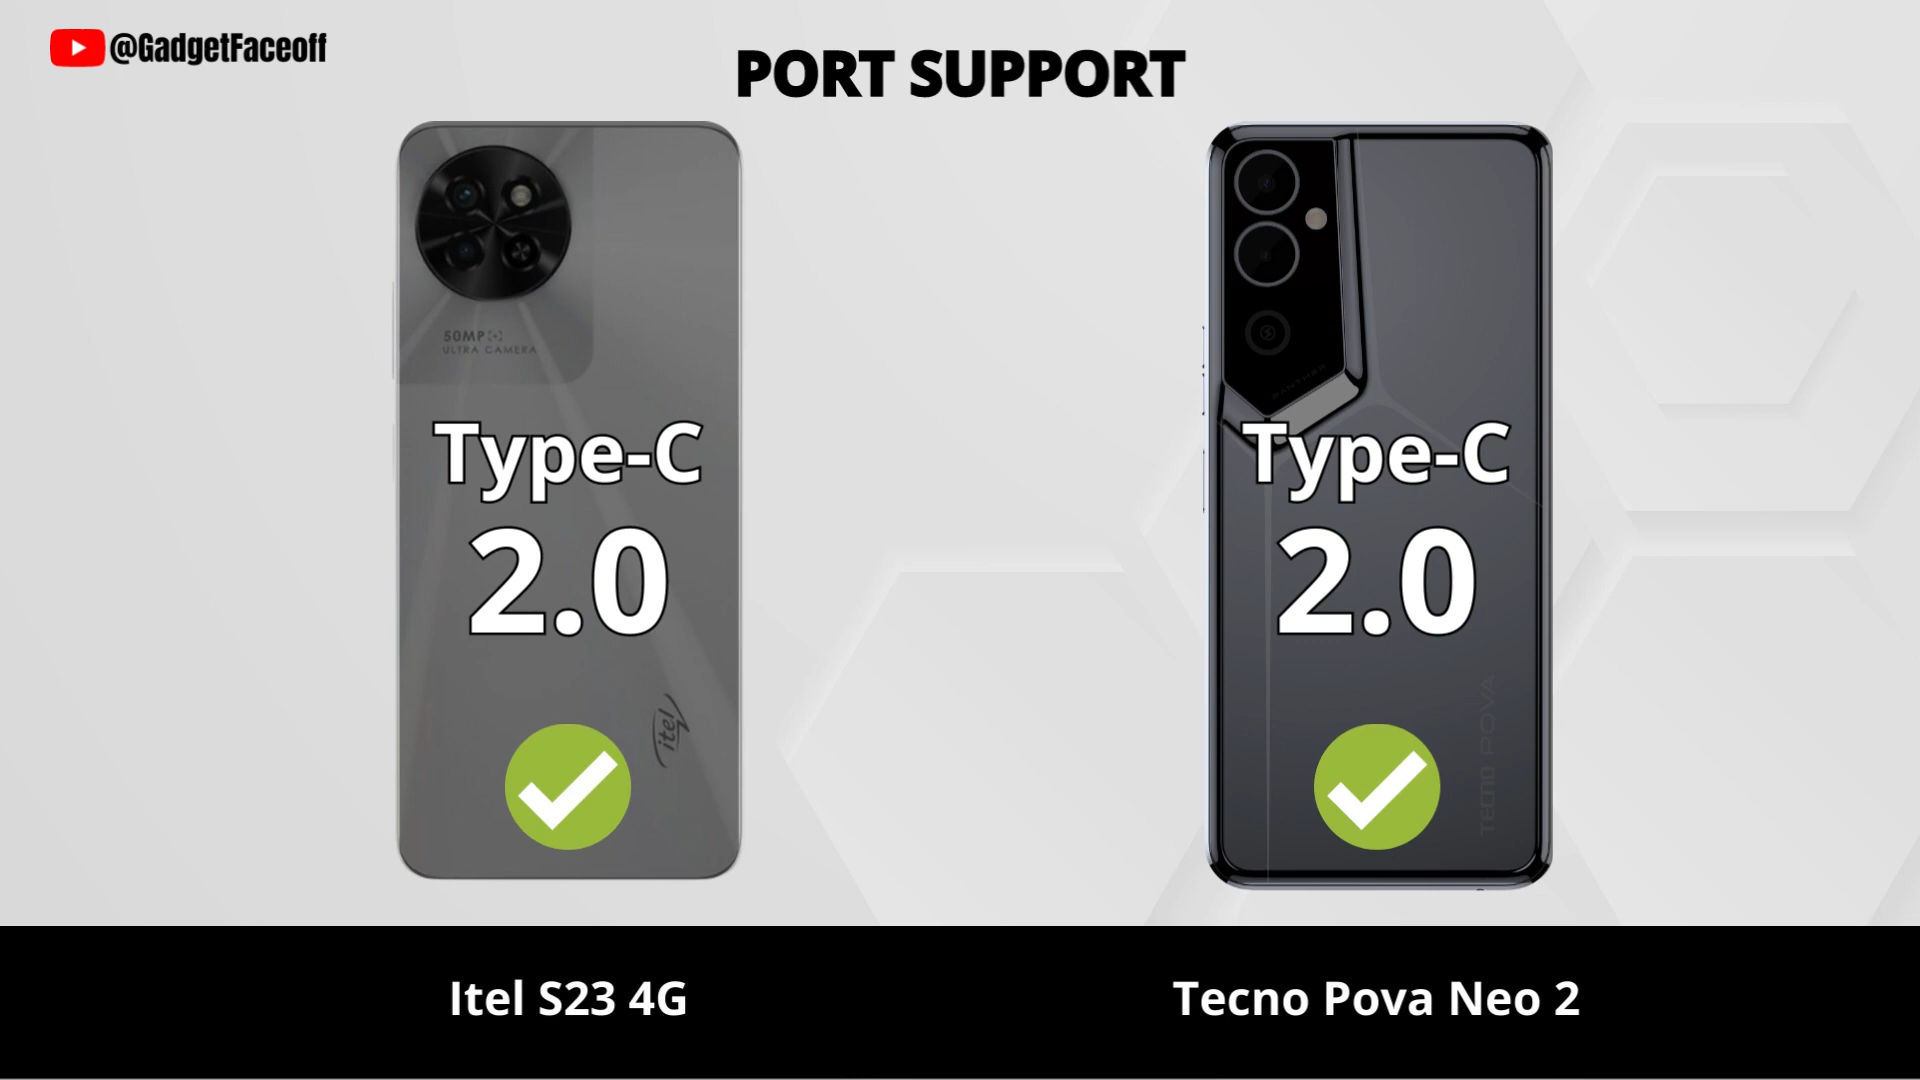 @GadgetFaceoff
PORT SUPPORT
50MP
ULTRA CAMERA
Type-C
2.0
itel
PANTHER
Type-C
2.0
TECNO POVA
Itel S23 4G
Tecno Pova Neo 2